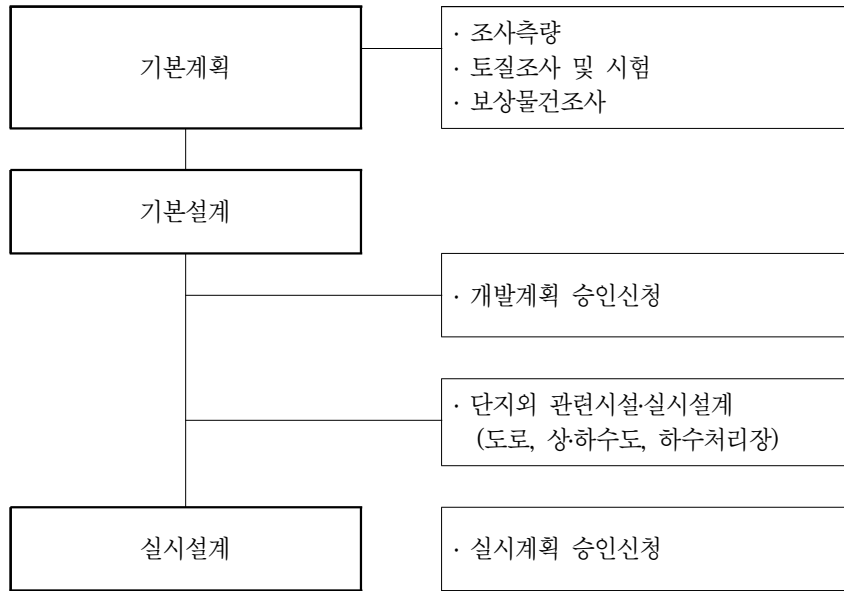 기본계획
· 조사측량
· 토질조사 및 시험
· 보상물건조사
기본설계
· 개발계획 승인신청
· 단지외 관련시설·실시설계
(도로, 상·하수도, 하수처리장)
실시설계
· 실시계획 승인신청